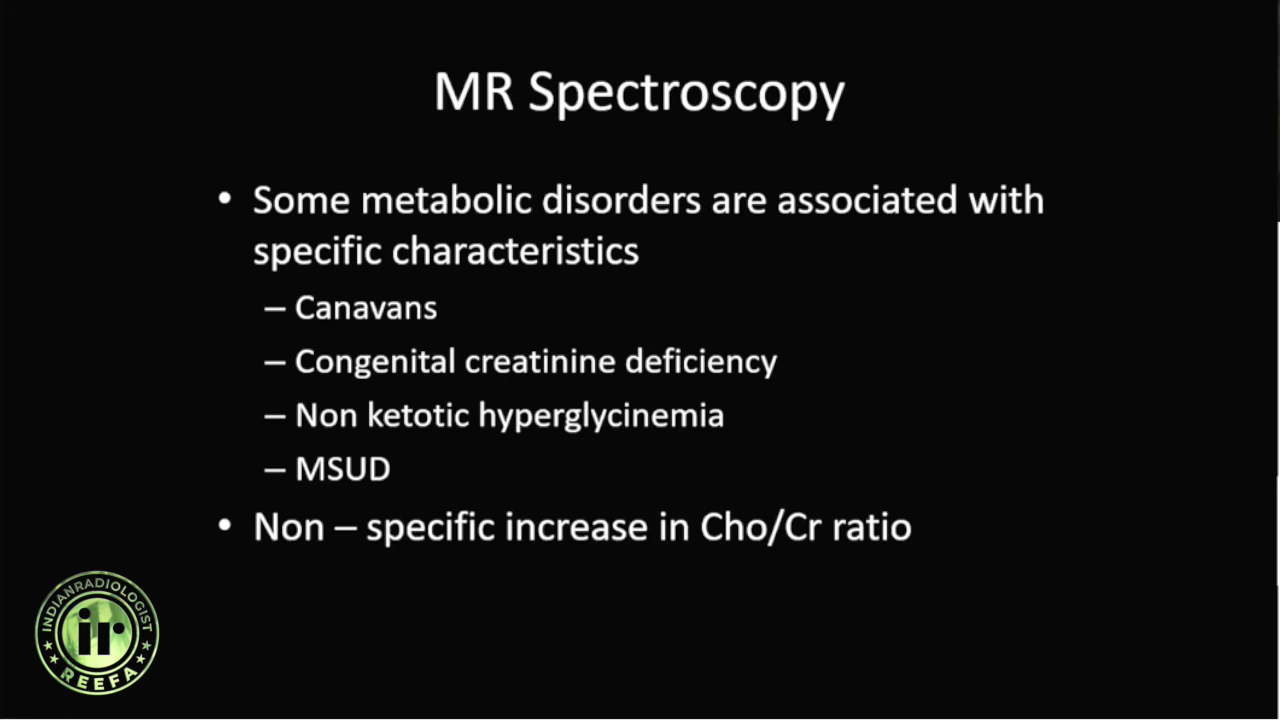 MR Spectroscopy
• Some metabolic disorders are associated with
specific characteristics
– Canavans
– Congenital creatinine deficiency
– Non ketotic hyperglycinemia
– MSUD
• Non – specific increase in Cho/Cr ratio
INDIANRADIOLOGIST
ir
REEFA